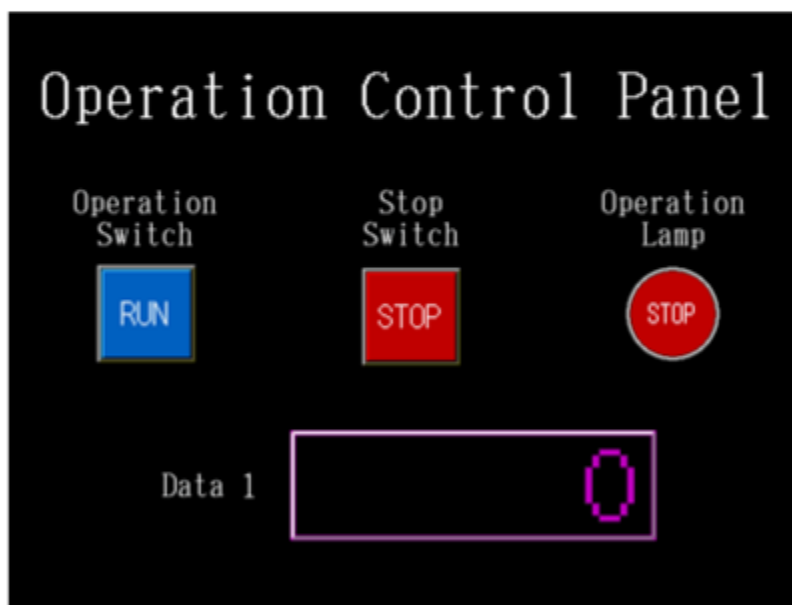 Operation Control Panel
Operation
Switch
Stop
Switch
Operation
Lamp
RUN
STOP
STOP
Data 1
0